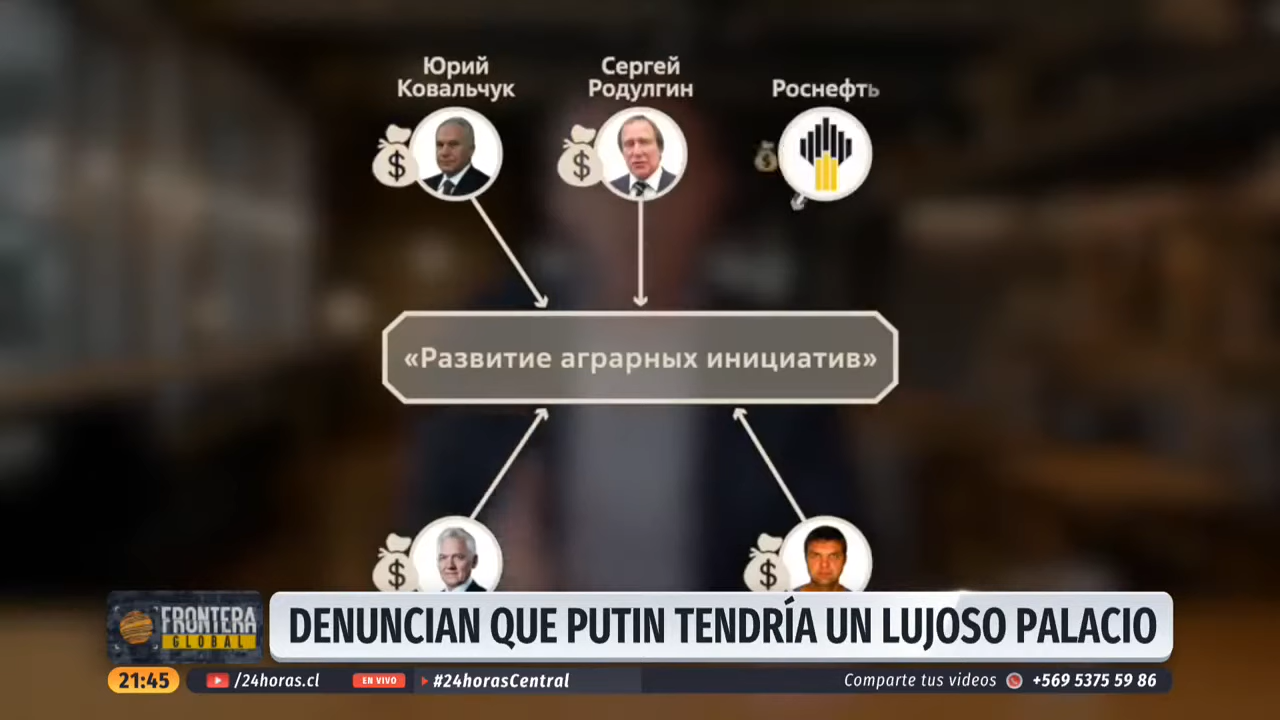 Юрий
Ковальчук
Сергей
Родулгин
Роснефть
$
$
$
«Развитие аграрных инициатив»
$
$
FRONTERA
GLOBAL
DENUNCIAN QUE PUTIN TENDRÍA UN LUJOSO PALACIO
21:45
/24horas.cl
EN VIVO
#24horasCentral
Comparte tus videos
+569 5375 59 86